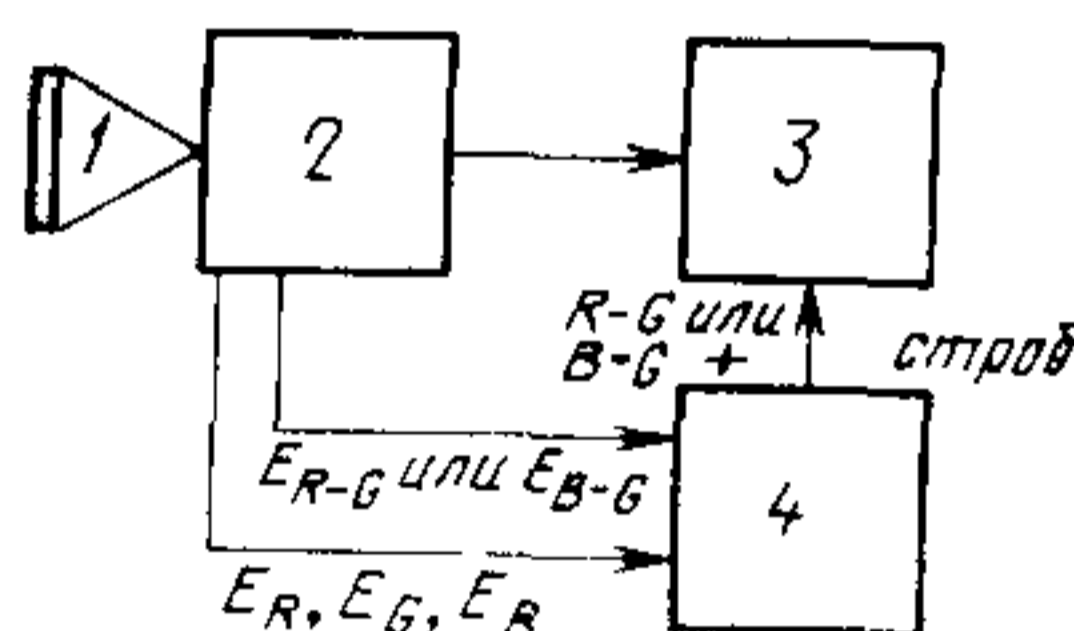 1
2
3
R-G или
B-G + строб
E_R-G или E_B-G
4
E_R, E_G, E_B